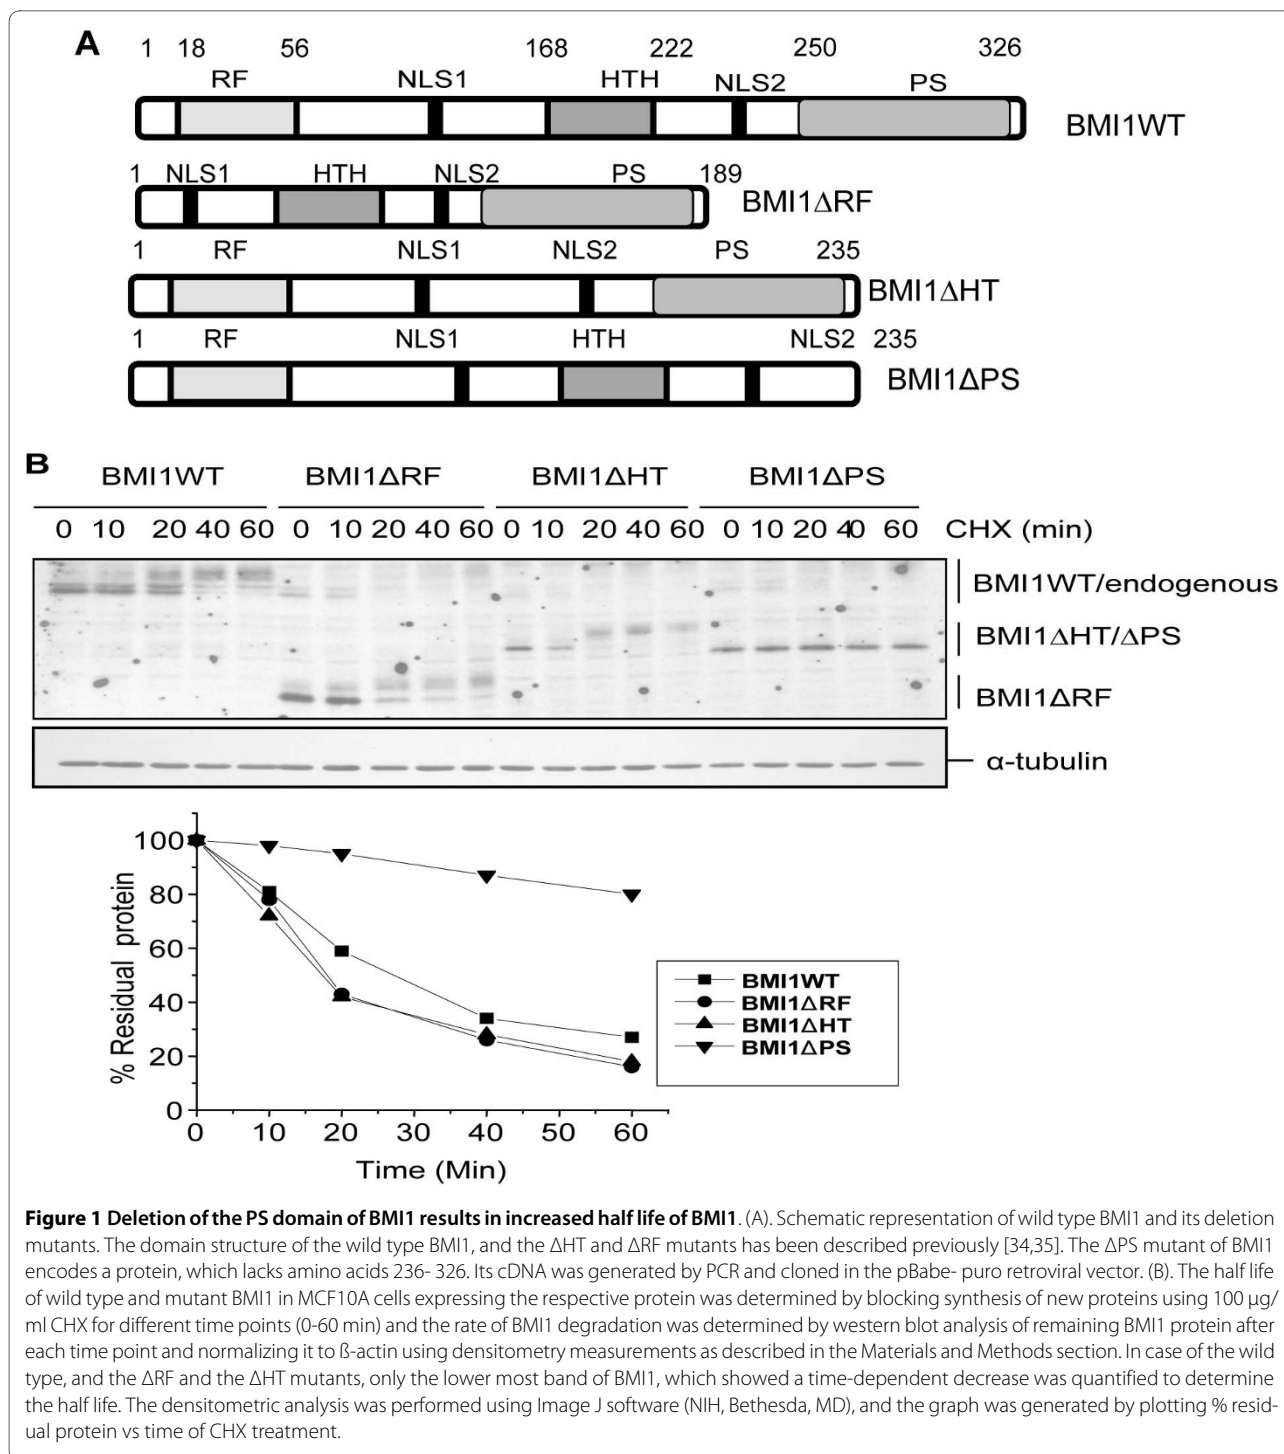 A
1 18 56 168 222 250 326
RF NLS1 HTH NLS2 PS
BMI1WT
1 NLS1 HTH NLS2 PS 189
BMI1ΔRF
1 RF NLS1 NLS2 PS 235
BMI1ΔHT
1 RF NLS1 HTH NLS2 235
BMI1ΔPS
B
BMI1WT BMI1ΔRF BMI1ΔHT BMI1ΔPS
0 10 20 40 60 0 10 20 40 60 0 10 20 40 60 0 10 20 40 60 CHX (min)
BMI1WT/endogenous
BMI1ΔHT/ΔPS
BMI1ΔRF
α-tubulin
100
80
60
40
20
0
% Residual protein
0 10 20 30 40 50 60
Time (Min)
BMI1WT
BMI1ΔRF
BMI1ΔHT
BMI1ΔPS
Figure 1 Deletion of the PS domain of BMI1 results in increased half life of BMI1. (A). Schematic representation of wild type BMI1 and its deletion
mutants. The domain structure of the wild type BMI1, and the ΔHT and ΔRF mutants has been described previously [34,35]. The ΔPS mutant of BMI1
encodes a protein, which lacks amino acids 236- 326. Its cDNA was generated by PCR and cloned in the pBabe- puro retroviral vector. (B). The half life
of wild type and mutant BMI1 in MCF10A cells expressing the respective protein was determined by blocking synthesis of new proteins using 100 μg/
ml CHX for different time points (0-60 min) and the rate of BMI1 degradation was determined by western blot analysis of remaining BMI1 protein after
each time point and normalizing it to ß-actin using densitometry measurements as described in the Materials and Methods section. In case of the wild
type, and the ΔRF and the ΔHT mutants, only the lower most band of BMI1, which showed a time-dependent decrease was quantified to determine
the half life. The densitometric analysis was performed using Image J software (NIH, Bethesda, MD), and the graph was generated by plotting % resid-
ual protein vs time of CHX treatment.